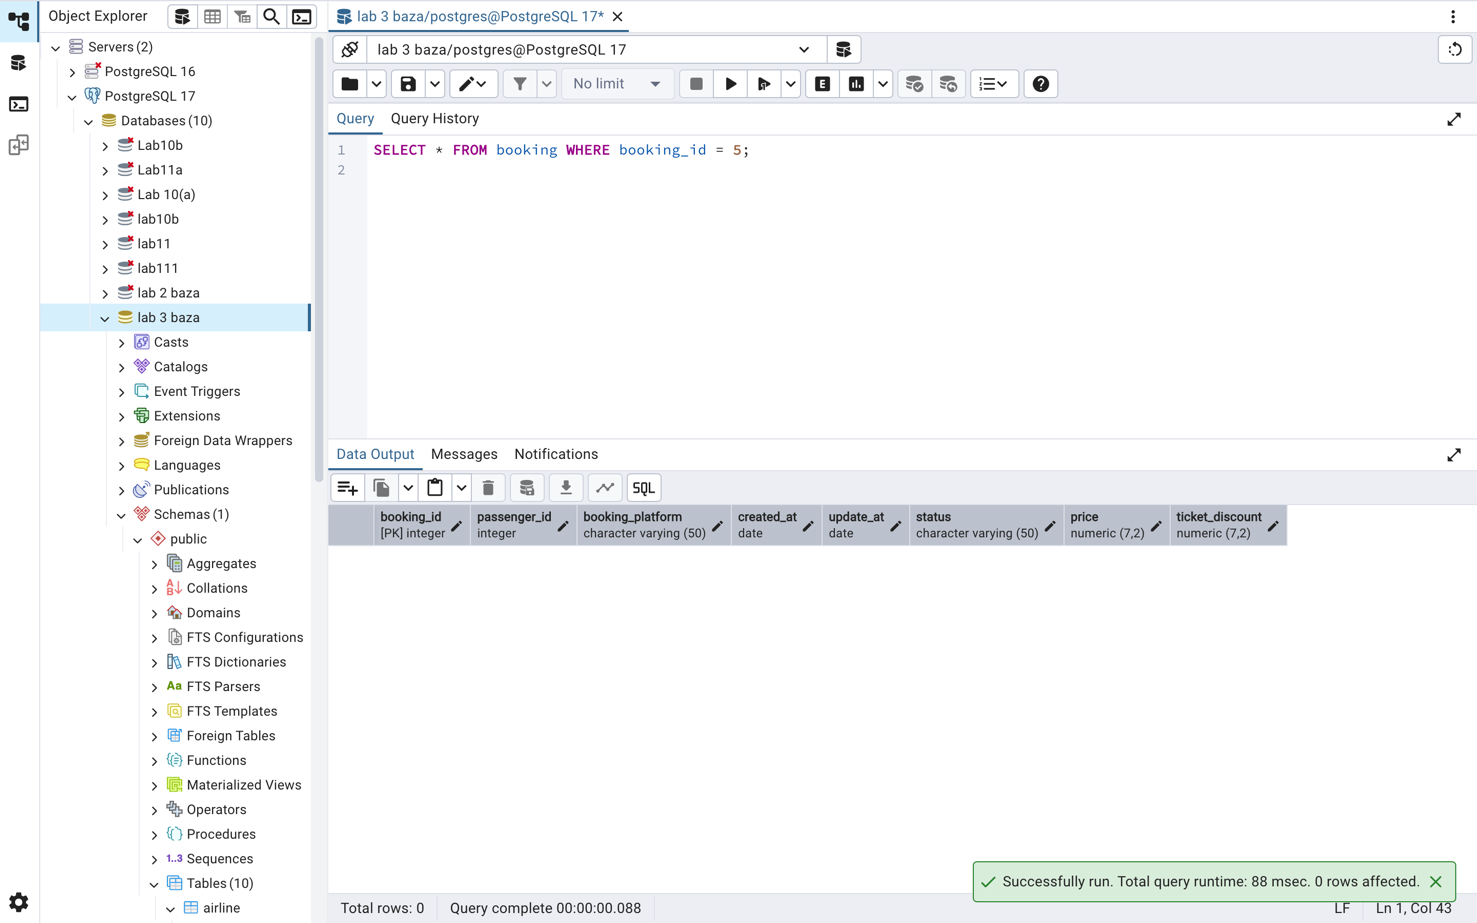 Object Explorer
lab 3 baza/postgres@PostgreSQL 17*
Servers (2)
PostgreSQL 16
PostgreSQL 17
Databases (10)
Lab10b
Lab11a
Lab 10(a)
lab10b
lab11
lab111
lab 2 baza
lab 3 baza
Casts
Catalogs
Event Triggers
Extensions
Foreign Data Wrappers
Languages
Publications
Schemas (1)
public
Aggregates
Collations
Domains
FTS Configurations
FTS Dictionaries
Aa FTS Parsers
FTS Templates
Foreign Tables
Functions
Materialized Views
Operators
Procedures
1..3 Sequences
Tables (10)
airline
lab 3 baza/postgres@PostgreSQL 17
No limit
E
Query Query History
1 SELECT * FROM booking WHERE booking_id = 5;
2
Data Output Messages Notifications
SQL
booking_id
[PK] integer
passenger_id
integer
booking_platform
character varying (50)
created_at
date
update_at
date
status
character varying (50)
price
numeric (7,2)
ticket_discount
numeric (7,2)
Successfully run. Total query runtime: 88 msec. 0 rows affected.
Total rows: 0 Query complete 00:00:00.088 LF Ln 1, Col 43